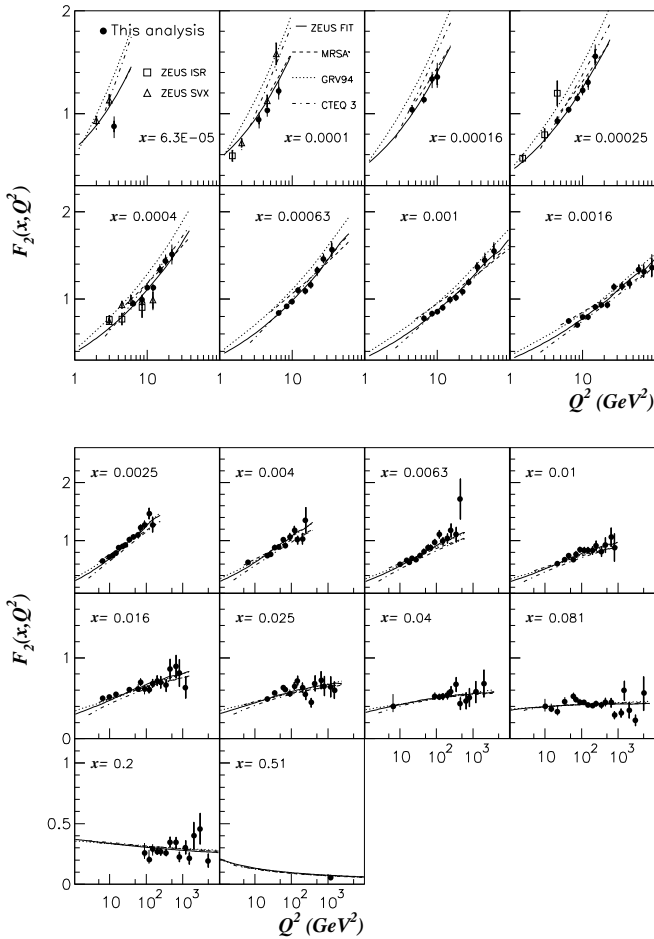 This analysis
ZEUS ISR
ZEUS SVX
ZEUS FIT
MRSA'
GRV94
CTEQ 3
x= 6.3E-05
x= 0.0001
x= 0.00016
x= 0.00025
x= 0.0004
x= 0.00063
x= 0.001
x= 0.0016
2
1
2
1
F₂(x,Q²)
1 10 1 10 1 10 1 10
Q² (GeV²)
x= 0.0025
x= 0.004
x= 0.0063
x= 0.01
x= 0.016
x= 0.025
x= 0.04
x= 0.081
x= 0.2
x= 0.51
2
1
2
1
0
1
0.5
0
F₂(x,Q²)
10 10² 10³ 10 10² 10³
10 10² 10³ 10 10² 10³
Q² (GeV²)